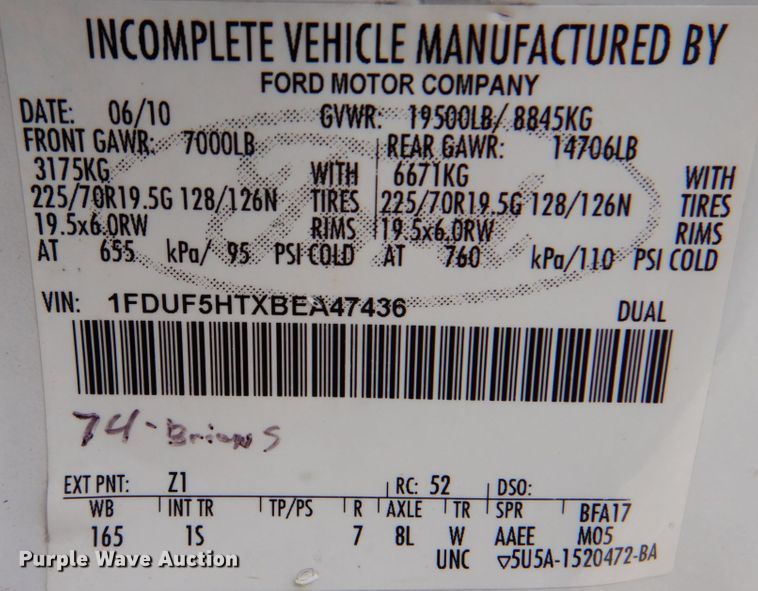 INCOMPLETE VEHICLE MANUFACTURED BY
FORD MOTOR COMPANY
DATE: 06/10 GVWR: 19500LB/ 8845KG
FRONT GAWR: 7000LB REAR GAWR: 14706LB
3175KG WITH 6671KG WITH
225/70R19.5G 128/126N TIRES 225/70R19.5G 128/126N TIRES
19.5x6.0RW RIMS 19.5x6.0RW RIMS
AT 655 kPa/ 95 PSI COLD AT 760 kPa/110 PSI COLD
VIN: 1FDUF5HTXBEA47436 DUAL
74-Brian S
EXT PNT: Z1 RC: 52 DSO:
WB INT TR TP/PS R AXLE TR SPR BFA17
165 1S 7 8L W AAEE M05
UNC ▽5U5A-1520472-BA
Purple Wave Auction